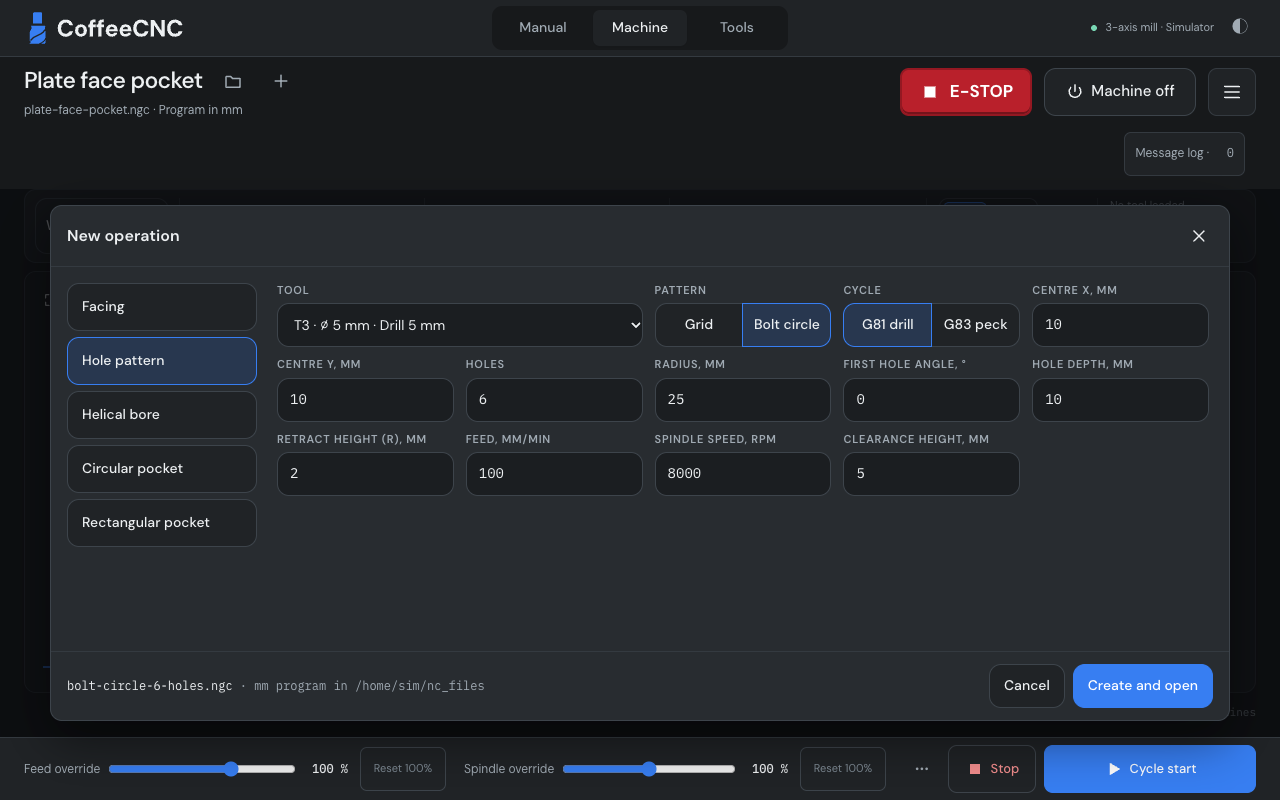 CoffeeCNC
Manual
Machine
Tools
3-axis mill · Simulator
Plate face pocket
plate-face-pocket.ngc · Program in mm
E-STOP
Machine off
Message log · 0
No tool loaded
New operation
Facing
Hole pattern
Helical bore
Circular pocket
Rectangular pocket
TOOL
T3 · ⌀ 5 mm · Drill 5 mm
PATTERN
Grid
Bolt circle
CYCLE
G81 drill
G83 peck
CENTRE X, MM
10
CENTRE Y, MM
10
HOLES
6
RADIUS, MM
25
FIRST HOLE ANGLE, °
0
HOLE DEPTH, MM
10
RETRACT HEIGHT (R), MM
2
FEED, MM/MIN
100
SPINDLE SPEED, RPM
8000
CLEARANCE HEIGHT, MM
5
bolt-circle-6-holes.ngc · mm program in /home/sim/nc_files
Cancel
Create and open
Feed override
100 %
Reset 100%
Spindle override
100 %
Reset 100%
Stop
Cycle start